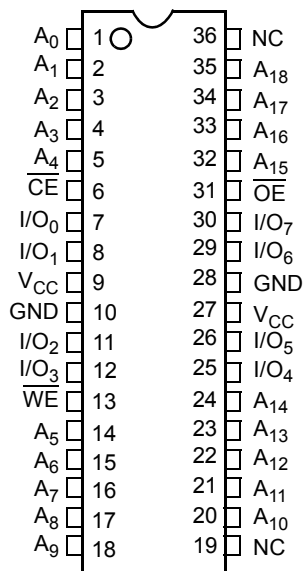 A0 1 36 NC
A1 2 35 A18
A2 3 34 A17
A3 4 33 A16
A4 5 32 A15
C̅E̅ 6 31 O̅E̅
I/O0 7 30 I/O7
I/O1 8 29 I/O6
VCC 9 28 GND
GND 10 27 VCC
I/O2 11 26 I/O5
I/O3 12 25 I/O4
W̅E̅ 13 24 A14
A5 14 23 A13
A6 15 22 A12
A7 16 21 A11
A8 17 20 A10
A9 18 19 NC